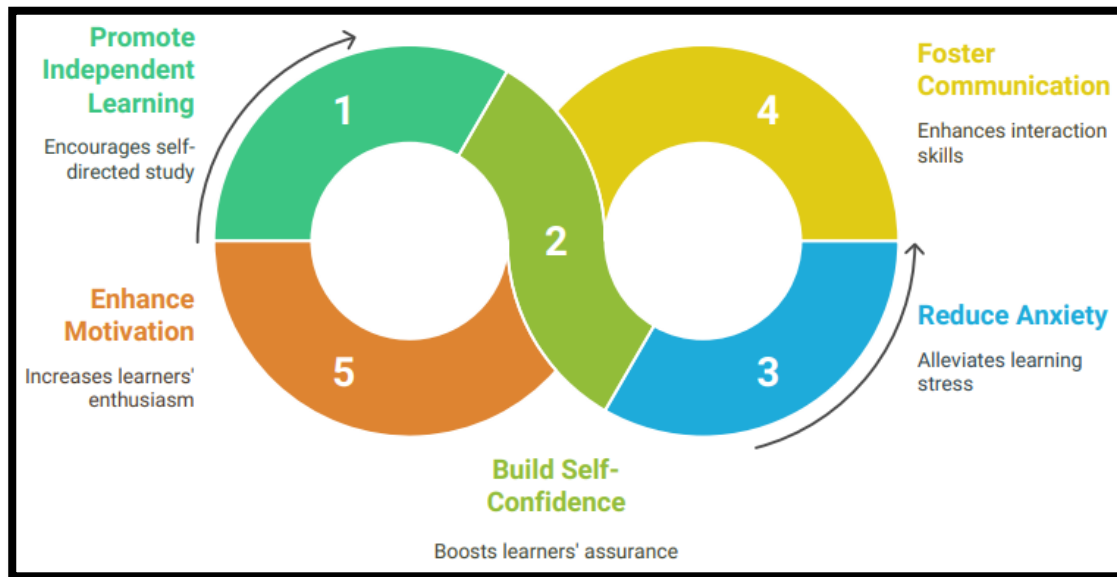 Promote
Independent
Learning
Encourages self-
directed study
1
2
Build Self-
Confidence
Boosts learners' assurance
3
Reduce Anxiety
Alleviates learning
stress
4
Foster
Communication
Enhances interaction
skills
5
Enhance
Motivation
Increases learners'
enthusiasm